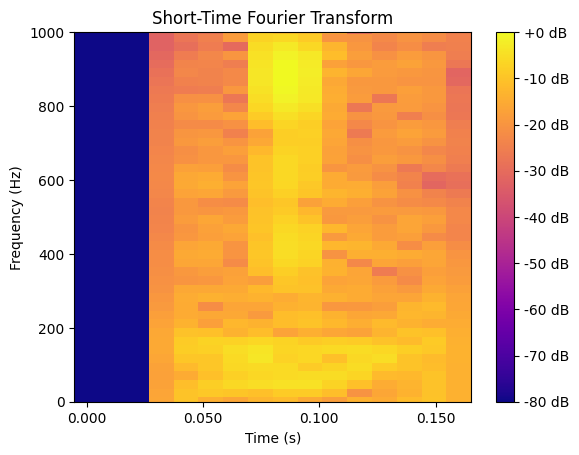 Short-Time Fourier Transform
Frequency (Hz)
1000
800
600
400
200
0
0.000
0.050
0.100
0.150
Time (s)
+0 dB
-10 dB
-20 dB
-30 dB
-40 dB
-50 dB
-60 dB
-70 dB
-80 dB